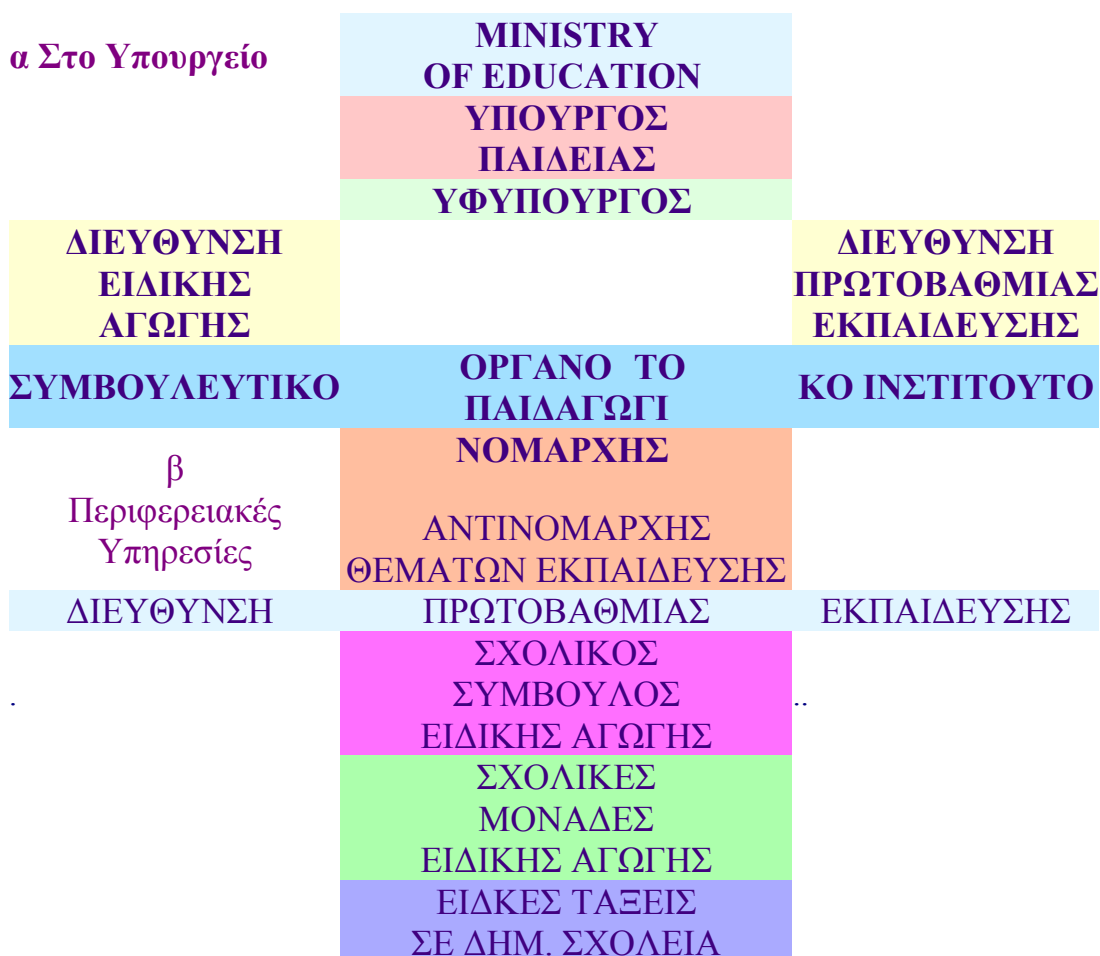 α Στο Υπουργείο
MINISTRY
OF EDUCATION
ΥΠΟΥΡΓΟΣ
ΠΑΙΔΕΙΑΣ
ΥΦΥΠΟΥΡΓΟΣ
ΔΙΕΥΘΥΝΣΗ
ΕΙΔΙΚΗΣ
ΑΓΩΓΗΣ
ΔΙΕΥΘΥΝΣΗ
ΠΡΩΤΟΒΑΘΜΙΑΣ
ΕΚΠΑΙΔΕΥΣΗΣ
ΣΥΜΒΟΥΛΕΥΤΙΚΟ
ΟΡΓΑΝΟ ΤΟ
ΠΑΙΔΑΓΩΓΙ
ΚΟ ΙΝΣΤΙΤΟΥΤΟ
β
Περιφερειακές
Υπηρεσίες
ΝΟΜΑΡΧΗΣ
ΑΝΤΙΝΟΜΑΡΧΗΣ
ΘΕΜΑΤΩΝ ΕΚΠΑΙΔΕΥΣΗΣ
ΔΙΕΥΘΥΝΣΗ ΠΡΩΤΟΒΑΘΜΙΑΣ ΕΚΠΑΙΔΕΥΣΗΣ
.
ΣΧΟΛΙΚΟΣ
ΣΥΜΒΟΥΛΟΣ
ΕΙΔΙΚΗΣ ΑΓΩΓΗΣ
..
ΣΧΟΛΙΚΕΣ
ΜΟΝΑΔΕΣ
ΕΙΔΙΚΗΣ ΑΓΩΓΗΣ
ΕΙΔΚΕΣ ΤΑΞΕΙΣ
ΣΕ ΔΗΜ. ΣΧΟΛΕΙΑ